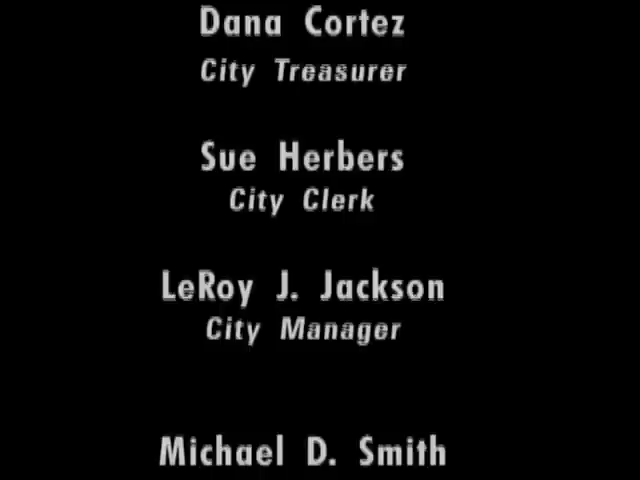 Dana Cortez
City Treasurer
Sue Herbers
City Clerk
LeRoy J. Jackson
City Manager
Michael D. Smith